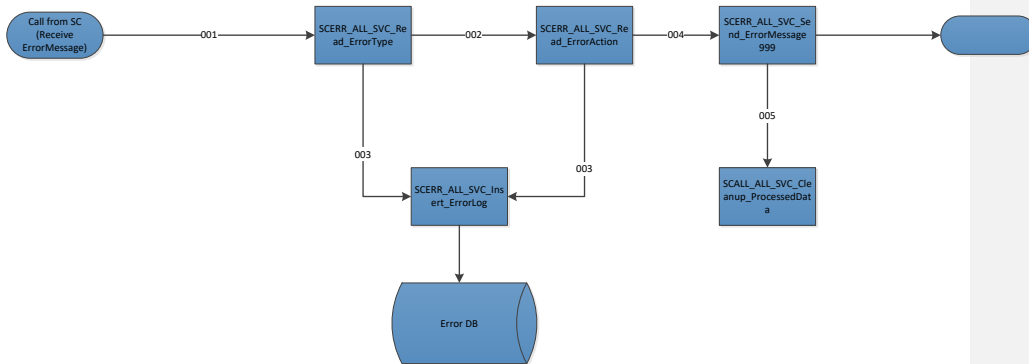 Call from SC
(Receive
ErrorMessage)
001
SCERR_ALL_SVC_Re
ad_ErrorType
002
SCERR_ALL_SVC_Re
ad_ErrorAction
004
SCERR_ALL_SVC_Se
nd_ErrorMessage
999
003
003
005
SCERR_ALL_SVC_Ins
ert_ErrorLog
SCALL_ALL_SVC_Cle
anup_ProcessedDat
a
Error DB